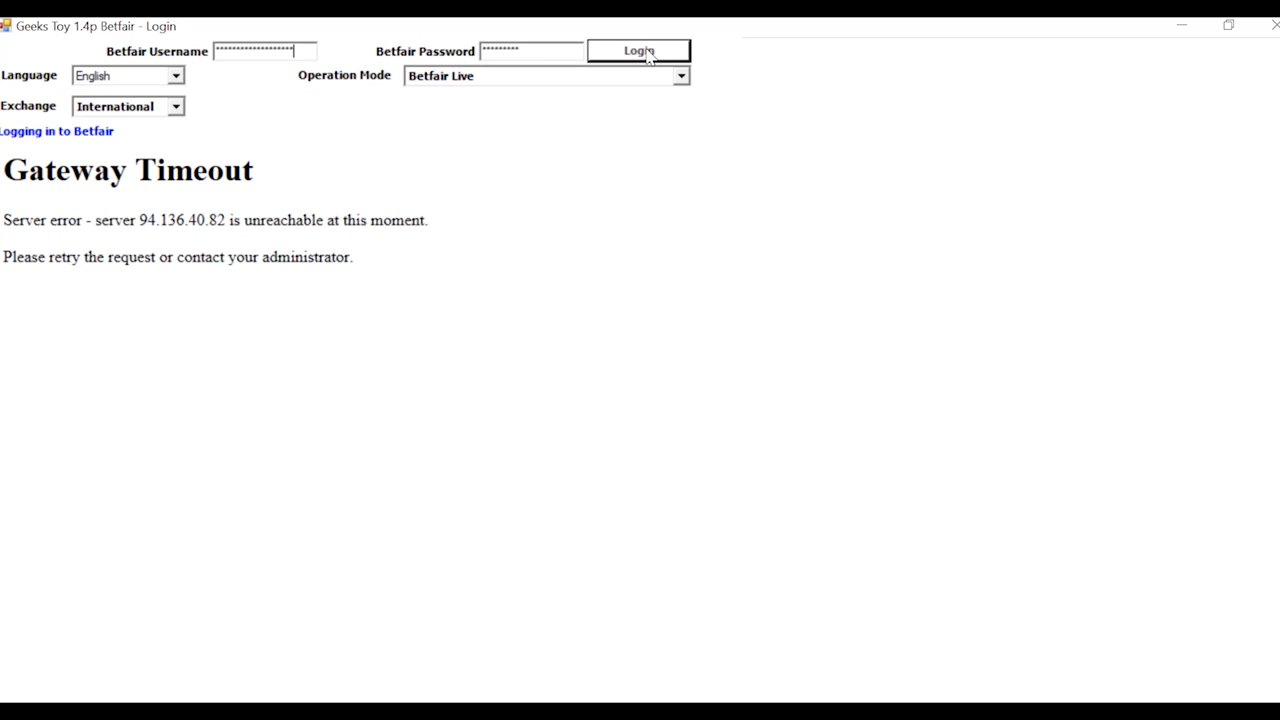 Geeks Toy 1.4p Betfair - Login
Betfair Username ******************* Betfair Password ********* Login
Language English Operation Mode Betfair Live
Exchange International
Logging in to Betfair
Gateway Timeout
Server error - server 94.136.40.82 is unreachable at this moment.
Please retry the request or contact your administrator.